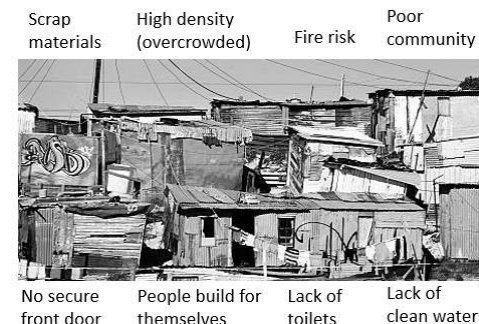 Scrap
materials
High density
(overcrowded)
Fire risk
Poor
community
No secure
front door
People build for
themselves
Lack of
toilets
Lack of
clean water